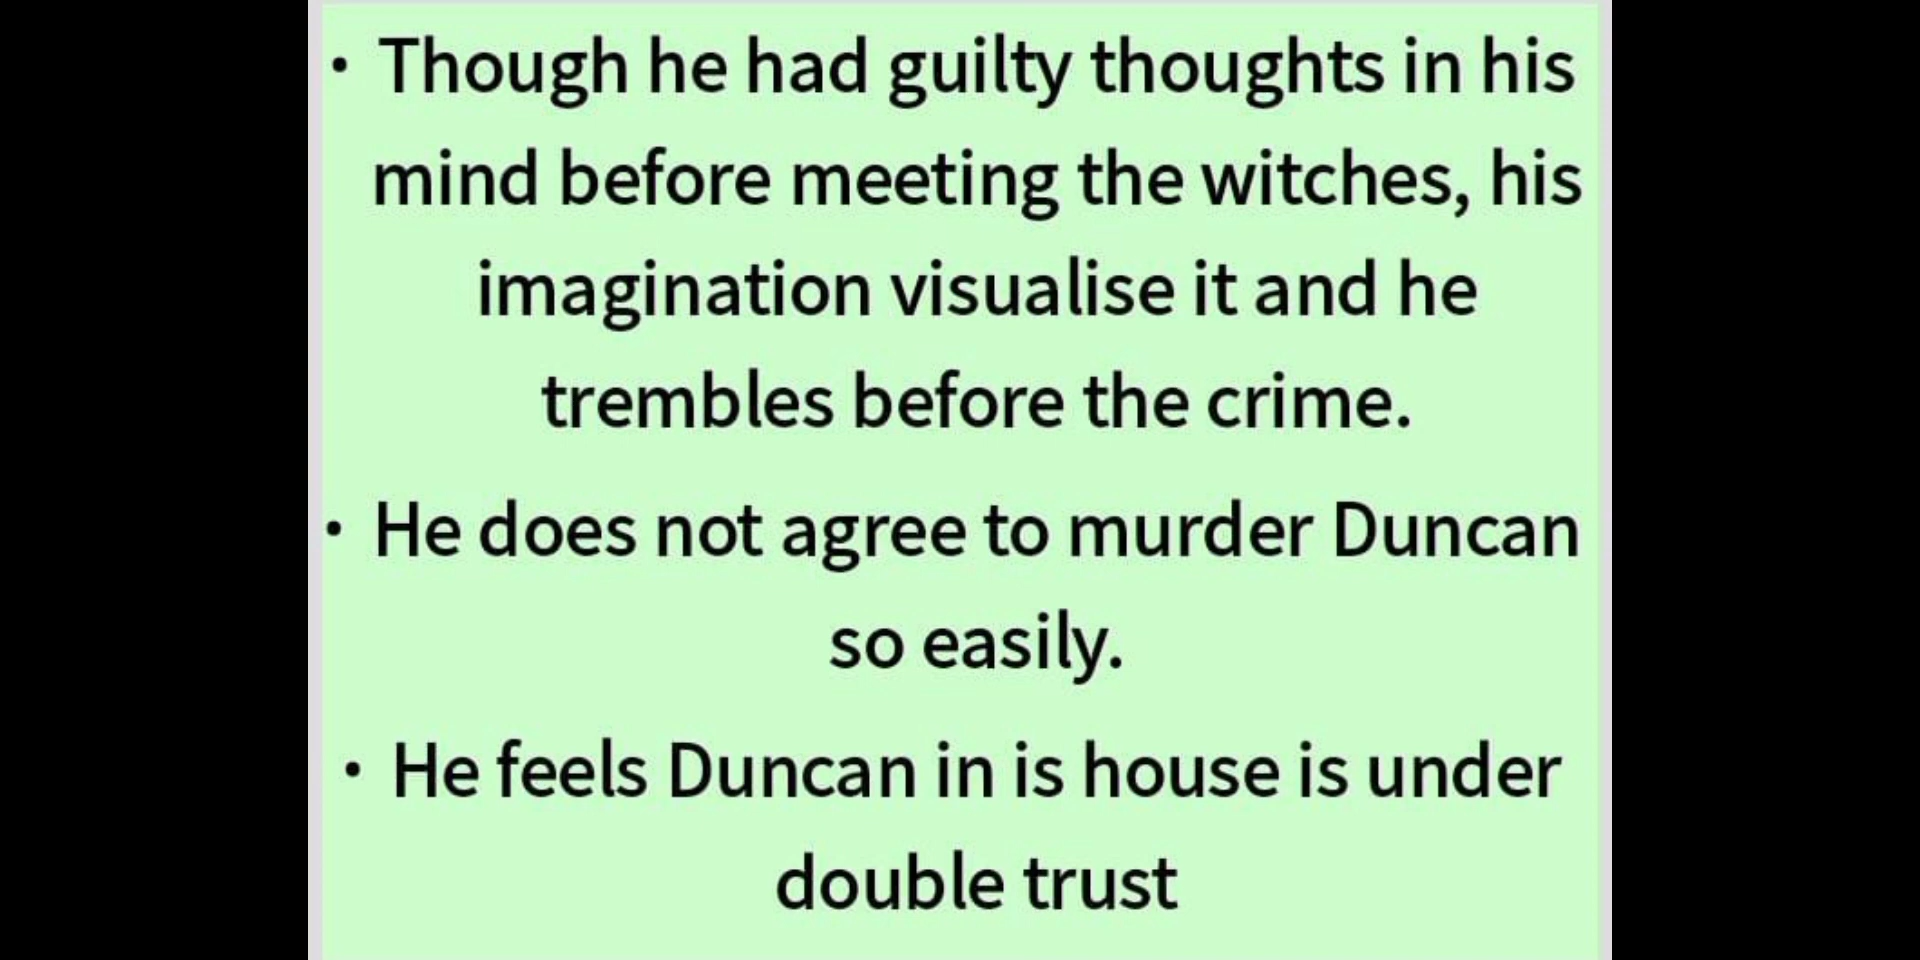 • Though he had guilty thoughts in his
mind before meeting the witches, his
imagination visualise it and he
trembles before the crime.
• He does not agree to murder Duncan
so easily.
• He feels Duncan in is house is under
double trust